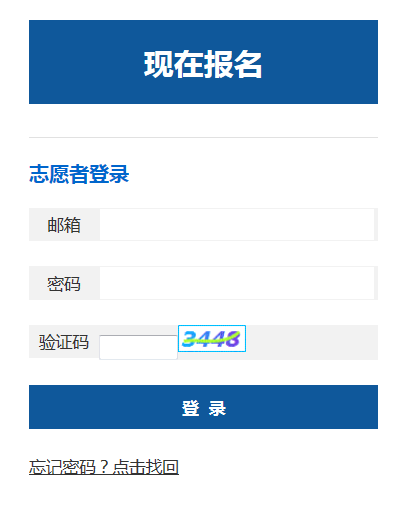 现在报名
志愿者登录
邮箱
密码
验证码 3448
登 录
忘记密码？点击找回